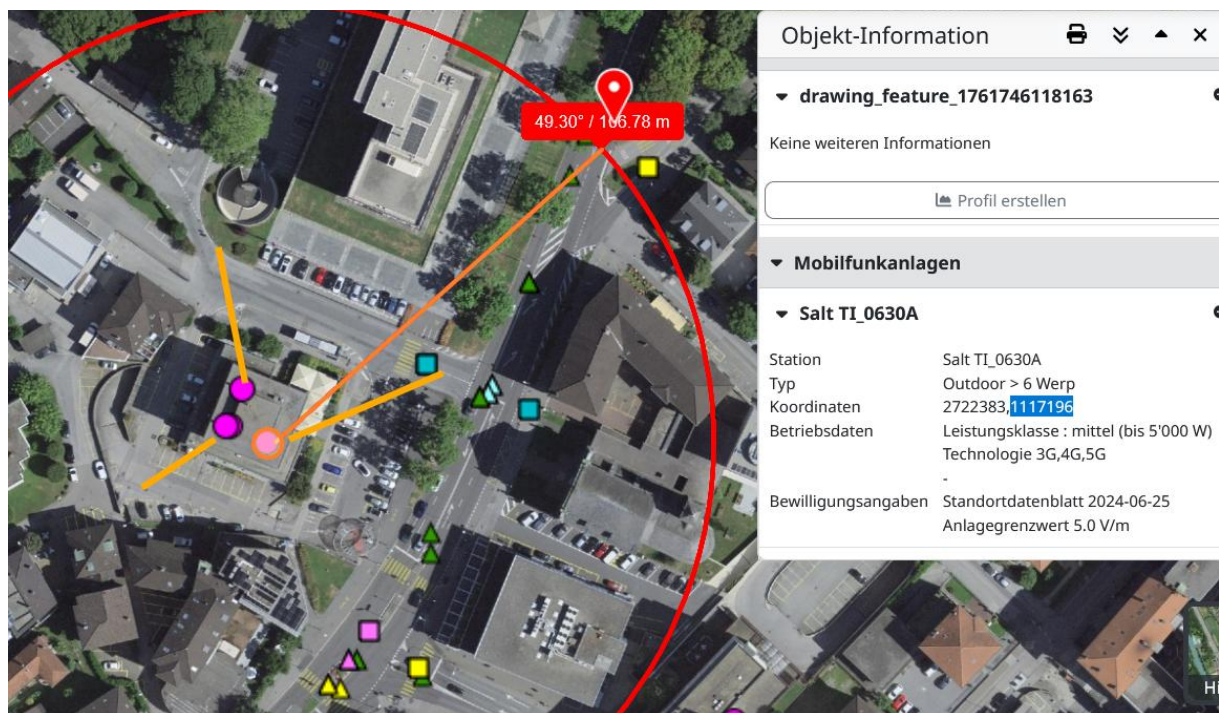 Objekt-Information
drawing_feature_1761746118163
Keine weiteren Informationen
Profil erstellen
Mobilfunkanlagen
Salt TI_0630A
Station Salt TI_0630A
Typ Outdoor > 6 Werp
Koordinaten 2722383,1117196
Betriebsdaten Leistungsklasse : mittel (bis 5'000 W)
Technologie 3G,4G,5G
-
Bewilligungsangaben Standortdatenblatt 2024-06-25
Anlagegrenzwert 5.0 V/m
49.30° / 106.78 m